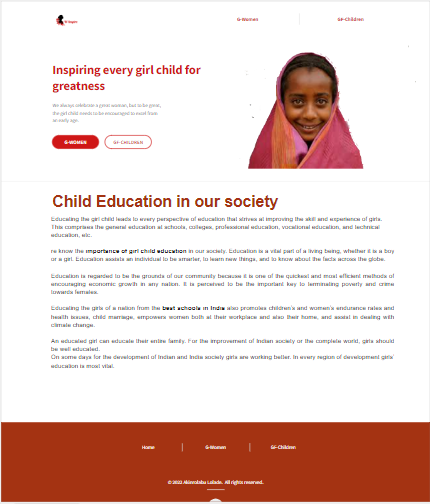 G-Women
GF-Children
Inspiring every girl child for
greatness
We always celebrate a great woman, but to be great,
the girl child needs to be encouraged to excel from
an early age.
G-WOMEN
GF-CHILDREN
Child Education in our society
Educating the girl child leads to every perspective of education that strives at improving the skill and experience of girls.
This comprises the general education at schools, colleges, professional education, vocational education, and technical
education, etc.
re know the importance of girl child education in our society. Education is a vital part of a living being, whether it is a boy
or a girl. Education assists an individual to be smarter, to learn new things, and to know about the facts across the globe.
Education is regarded to be the grounds of our community because it is one of the quickest and most efficient methods of
encouraging economic growth in any nation. It is perceived to be the important key to terminating poverty and crime
towards females.
Educating the girls of a nation from the best schools in India also promotes children's and women's endurance rates and
health issues, child marriage, empowers women both at their workplace and also their home, and assist in dealing with
climate change.
An educated girl can educate their entire family. For the improvement of Indian society or the complete world, girls should
be well educated.
On some days for the development of Indian and India society girls are working better. In every region of development girls'
education is most vital.
Home
G-Women
GF-Children
© 2022 Akinrolabu Lolade. All rights reserved.